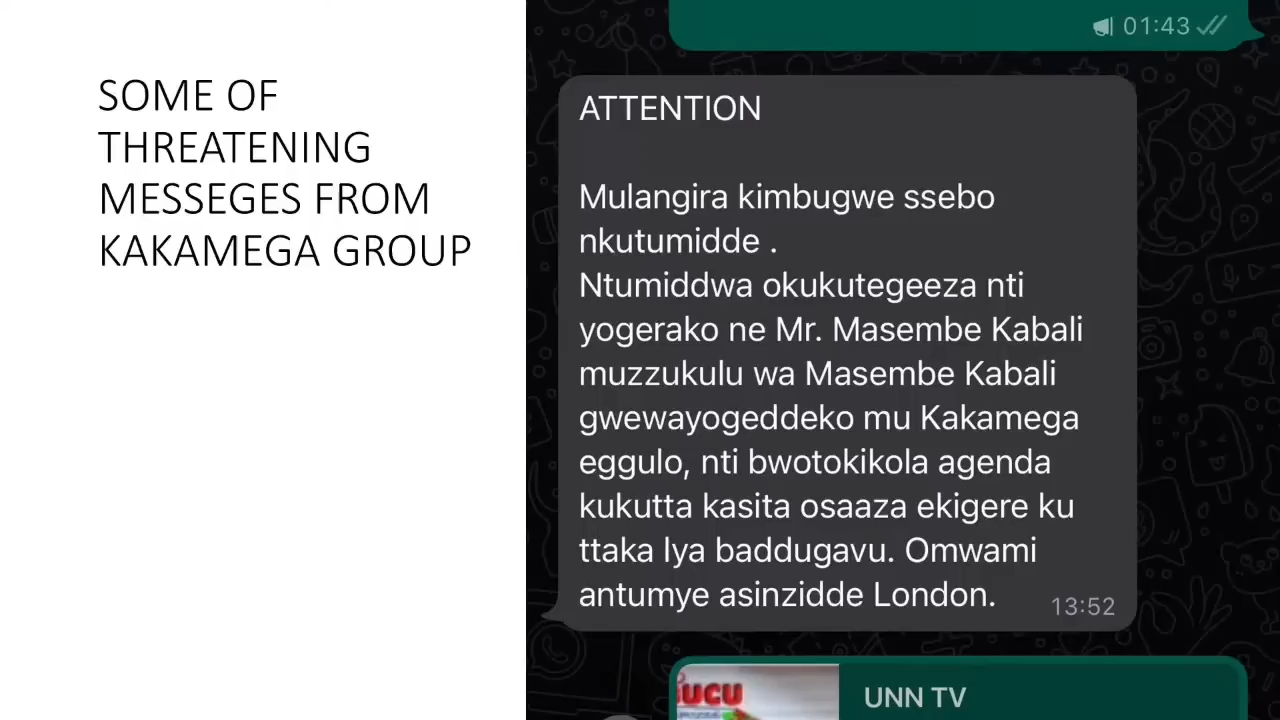 SOME OF
THREATENING
MESSEGES FROM
KAKAMEGA GROUP
01:43
ATTENTION
Mulangira kimbugwe ssebo
nkutumidde .
Ntumiddwa okukutegeeza nti
yogerako ne Mr. Masembe Kabali
muzzukulu wa Masembe Kabali
gwewayogeddeko mu Kakamega
eggulo, nti bwotokikola agenda
kukutta kasita osaaza ekigere ku
ttaka lya baddugavu. Omwami
antumye asinzidde London.
13:52
UNN TV